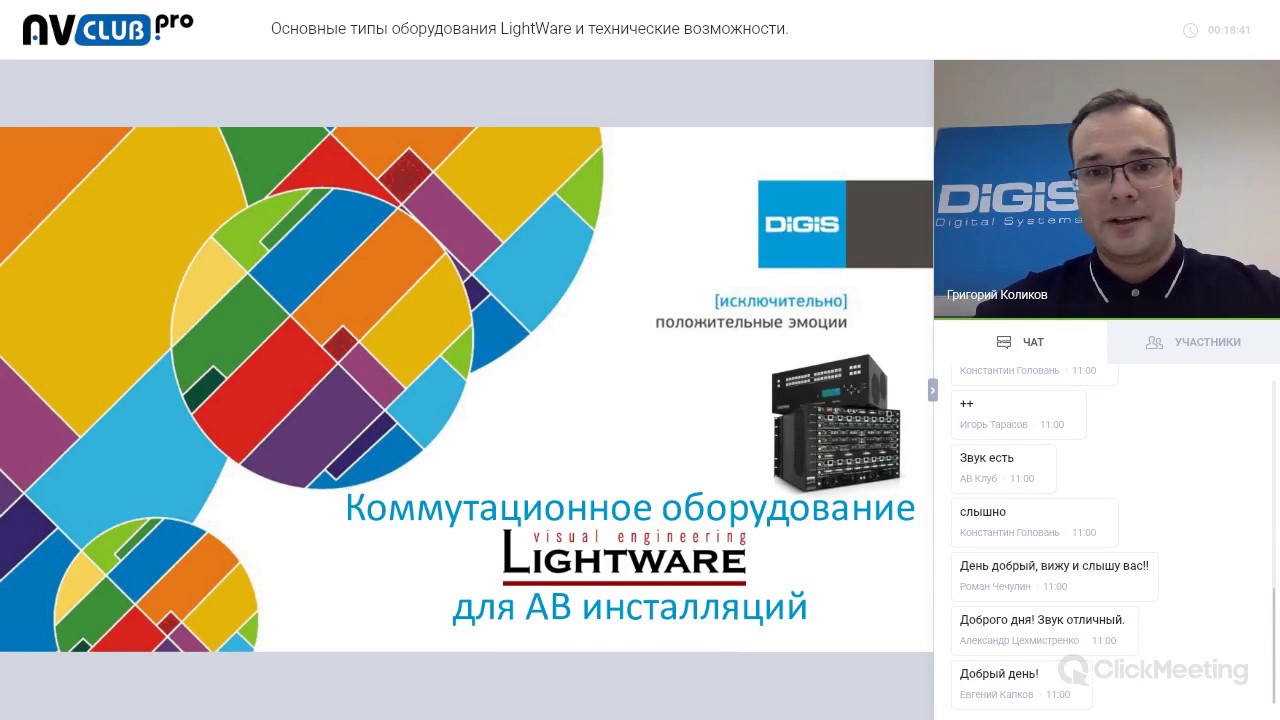 AVCLUB.pro
Основные типы оборудования LightWare и технические возможности.
00:18:41
DiGiS
[исключительно]
положительные эмоции
Коммутационное оборудование
visual engineering
LIGHTWARE
для АВ инсталляций
DiGiS
Digital Systems
Григорий Коликов
ЧАТ
УЧАСТНИКИ
Константин Головань 11:00
++
Игорь Тарасов 11:00
Звук есть
АВ Клуб 11:00
слышно
Константин Головань 11:00
День добрый, вижу и слышу вас!!
Роман Чечулин 11:00
Доброго дня! Звук отличный.
Александр Цехмистренко 11:00
Добрый день!
Евгений Капков 11:00
ClickMeeting